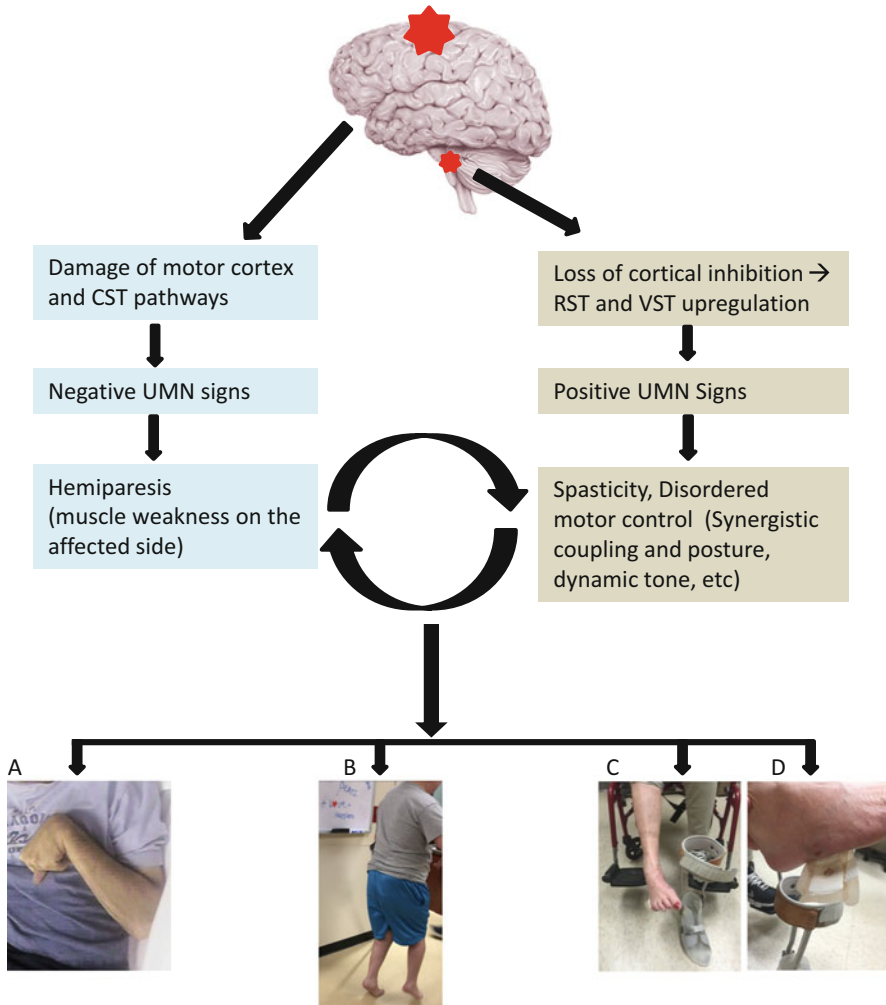 Damage of motor cortex
and CST pathways
Loss of cortical inhibition →
RST and VST upregulation
Negative UMN signs
Positive UMN Signs
Hemiparesis
(muscle weakness on the
affected side)
Spasticity, Disordered
motor control (Synergistic
coupling and posture,
dynamic tone, etc)
A
B
C
D